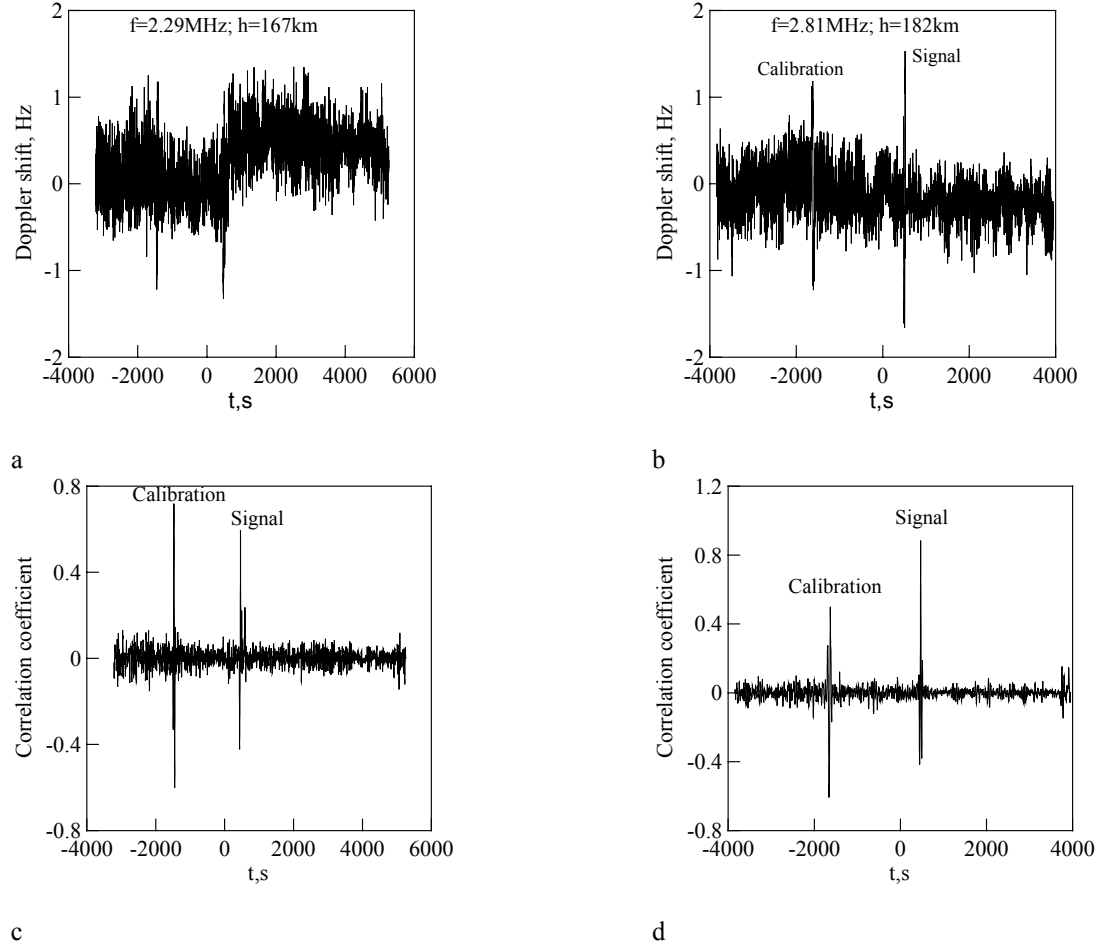 f=2.29MHz; h=167km
2
1
0
-1
-2
Doppler shift, Hz
-4000 -2000 0 2000 4000 6000
t,s
a
f=2.81MHz; h=182km
Calibration
Signal
2
1
0
-1
-2
Doppler shift, Hz
-4000 -2000 0 2000 4000
t,s
b
Calibration
Signal
0.8
0.4
0
-0.4
-0.8
Correlation coefficient
-4000 -2000 0 2000 4000 6000
t,s
c
Signal
Calibration
1.2
0.8
0.4
0
-0.4
-0.8
Correlation coefficient
-4000 -2000 0 2000 4000
t,s
d